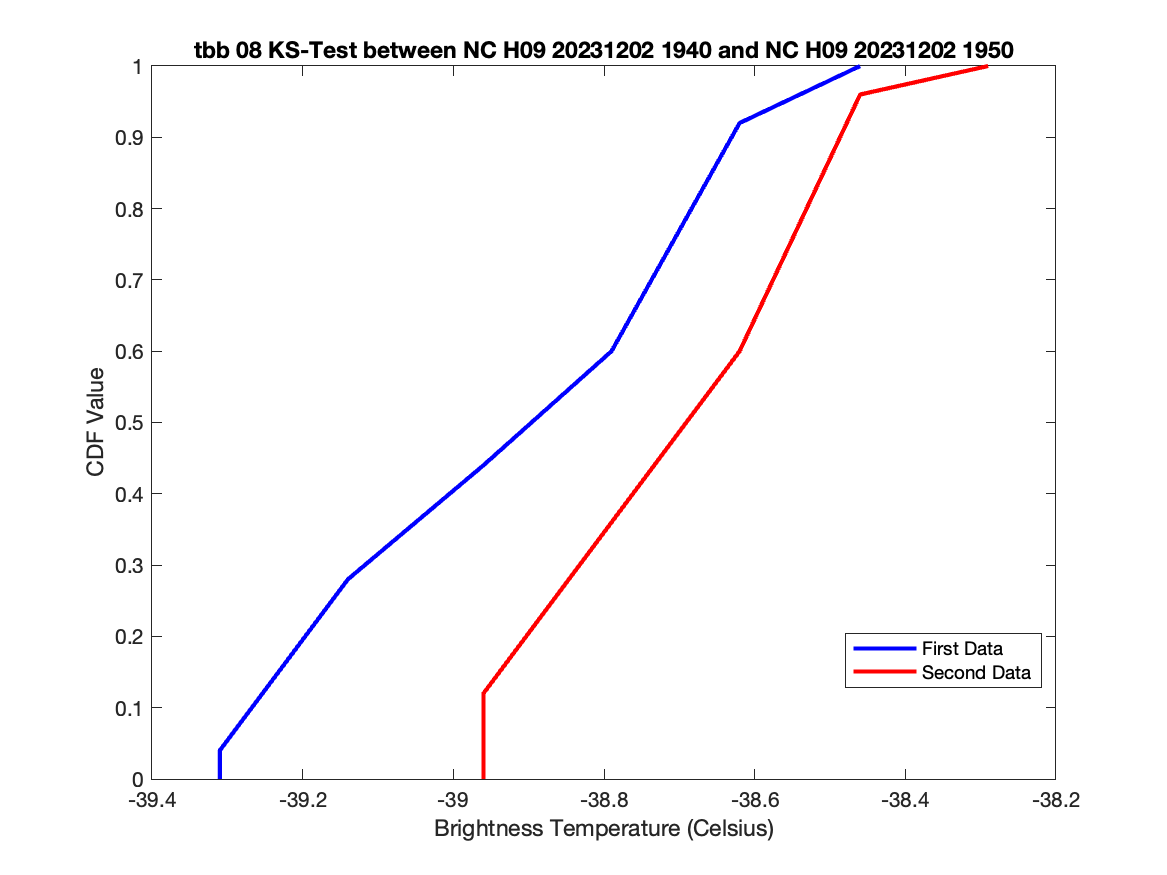 tbb 08 KS-Test between NC H09 20231202 1940 and NC H09 20231202 1950
1
0.9
0.8
0.7
0.6
0.5
0.4
0.3
0.2
0.1
0
CDF Value
First Data
Second Data
-39.4 -39.2 -39 -38.8 -38.6 -38.4 -38.2
Brightness Temperature (Celsius)